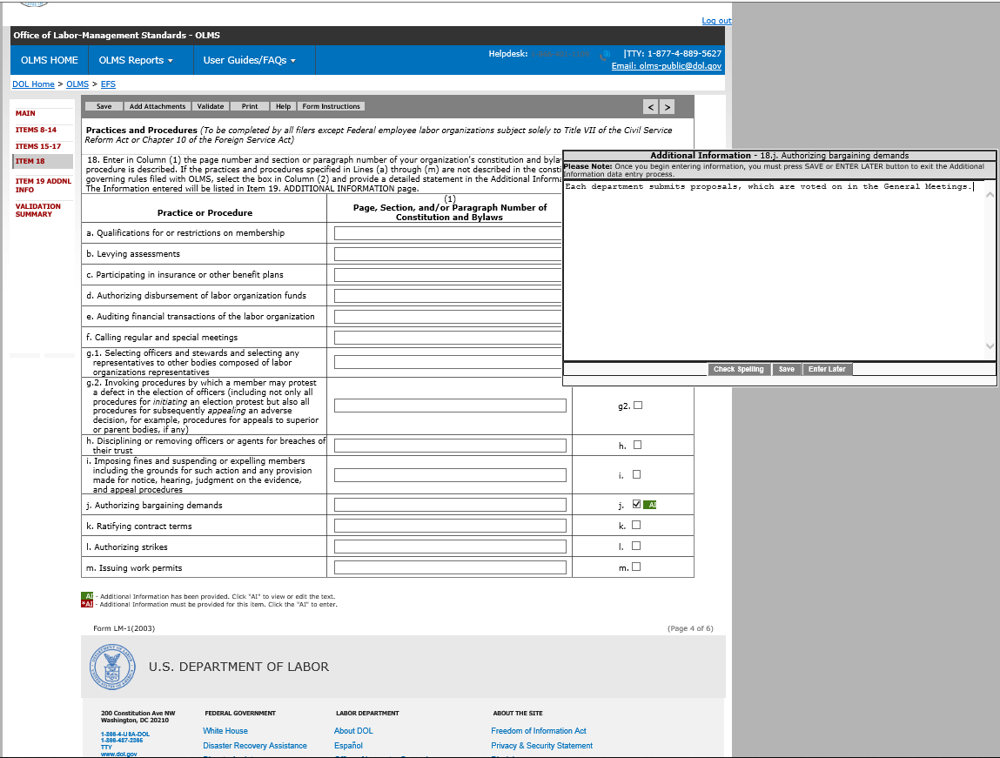 Log out
Office of Labor-Management Standards - OLMS
OLMS HOME
OLMS Reports
User Guides/FAQs
Helpdesk:
|TTY: 1-877-4-889-5627
Email: olms-public@dol.gov
DOL Home > OLMS > EFS
MAIN
ITEMS 8-14
ITEMS 15-17
ITEM 18
ITEM 19 ADDNL
INFO
VALIDATION
SUMMARY
Save
Add Attachments
Validate
Print
Help
Form Instructions
<
>
Practices and Procedures (To be completed by all filers except Federal employee labor organizations subject solely to Title VII of the Civil Service
Reform Act or Chapter 10 of the Foreign Service Act)
18. Enter in Column (1) the page number and section or paragraph number of your organization's constitution and byla
procedure is described. If the practices and procedures specified in Lines (a) through (m) are not described in the consti
governing rules filed with OLMS, select the box in Column (2) and provide a detailed statement in the Additional Informa
The Information entered will be listed in Item 19. ADDITIONAL INFORMATION page.
Practice or Procedure
(1)
Page, Section, and/or Paragraph Number of
Constitution and Bylaws
a. Qualifications for or restrictions on membership
b. Levying assessments
c. Participating in insurance or other benefit plans
d. Authorizing disbursement of labor organization funds
e. Auditing financial transactions of the labor organization
f. Calling regular and special meetings
g.1. Selecting officers and stewards and selecting any
representatives to other bodies composed of labor
organizations representatives
g.2. Invoking procedures by which a member may protest
a defect in the election of officers (including not only all
procedures for initiating an election protest but also all
procedures for subsequently appealing an adverse
decision, for example, procedures for appeals to superior
or parent bodies, if any)
g2.
h. Disciplining or removing officers or agents for breaches of
their trust
h.
i. Imposing fines and suspending or expelling members
including the grounds for such action and any provision
made for notice, hearing, judgment on the evidence,
and appeal procedures
i.
j. Authorizing bargaining demands
j.
AI
k. Ratifying contract terms
k.
l. Authorizing strikes
l.
m. Issuing work permits
m.
Additional Information - 18.j. Authorizing bargaining demands
Please Note: Once you begin entering information, you must press SAVE or ENTER LATER button to exit the Additional
Information data entry process.
Each department submits proposals, which are voted on in the General Meetings.
Check Spelling
Save
Enter Later
AI - Additional Information has been provided. Click "AI" to view or edit the text.
*AI - Additional Information must be provided for this item. Click the "AI" to enter.
Form LM-1(2003)
(Page 4 of 6)
U.S. DEPARTMENT OF LABOR
200 Constitution Ave NW
Washington, DC 20210
1-866-4-USA-DOL
1-866-487-2365
TTY
www.dol.gov
FEDERAL GOVERNMENT
White House
Disaster Recovery Assistance
LABOR DEPARTMENT
About DOL
Español
ABOUT THE SITE
Freedom of Information Act
Privacy & Security Statement